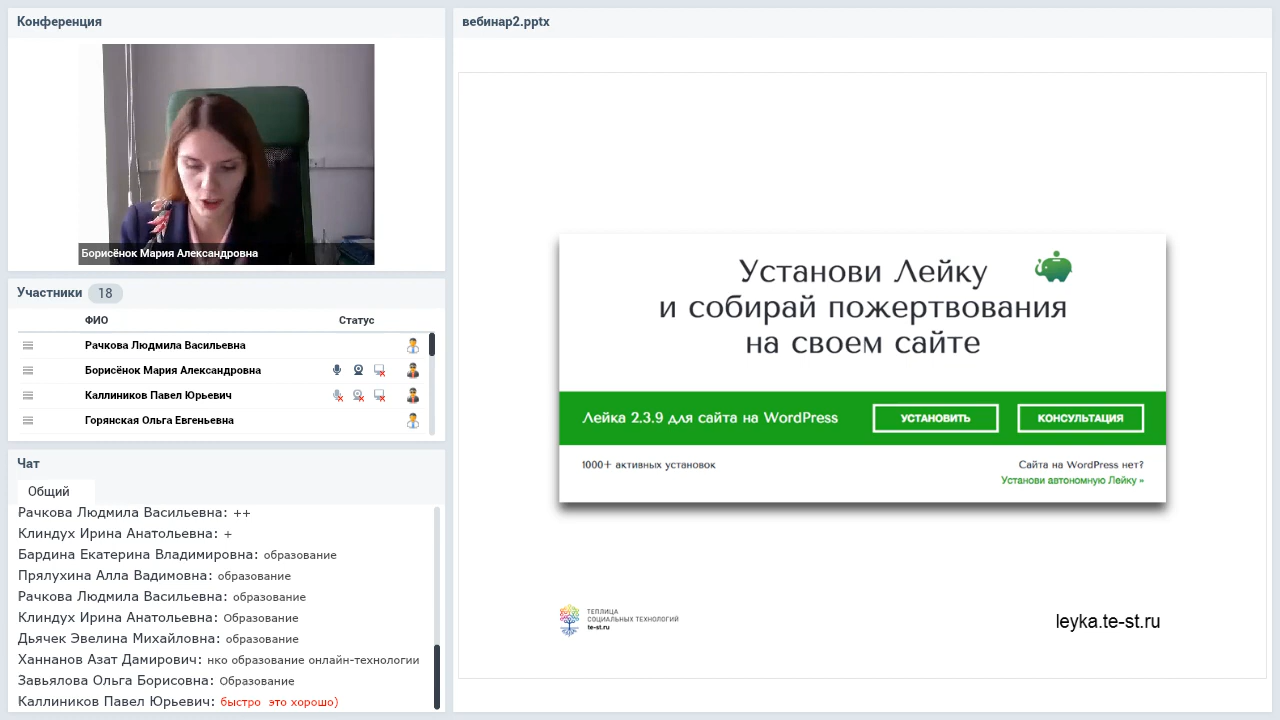 Конференция
Борисёнок Мария Александровна
Участники 18
ФИО Статус
Рачкова Людмила Васильевна
Борисёнок Мария Александровна
Каллиников Павел Юрьевич
Горянская Ольга Евгеньевна
Чат
Общий
Рачкова Людмила Васильевна: ++
Клиндух Ирина Анатольевна: +
Бардина Екатерина Владимировна: образование
Прялухина Алла Вадимовна: образование
Рачкова Людмила Васильевна: образование
Клиндух Ирина Анатольевна: Образование
Дьячек Эвелина Михайловна: образование
Ханнанов Азат Дамирович: нко образование онлайн-технологии
Завьялова Ольга Борисовна: Образование
Каллиников Павел Юрьевич: быстро это хорошо)
вебинар2.pptx
Установи Лейку
и собирай пожертвования
на своем сайте
Лейка 2.3.9 для сайта на WordPress
УСТАНОВИТЬ
КОНСУЛЬТАЦИЯ
1000+ активных установок
Сайта на WordPress нет?
Установи автономную Лейку »
ТЕПЛИЦА
СОЦИАЛЬНЫХ ТЕХНОЛОГИЙ
te-st.ru
leyka.te-st.ru